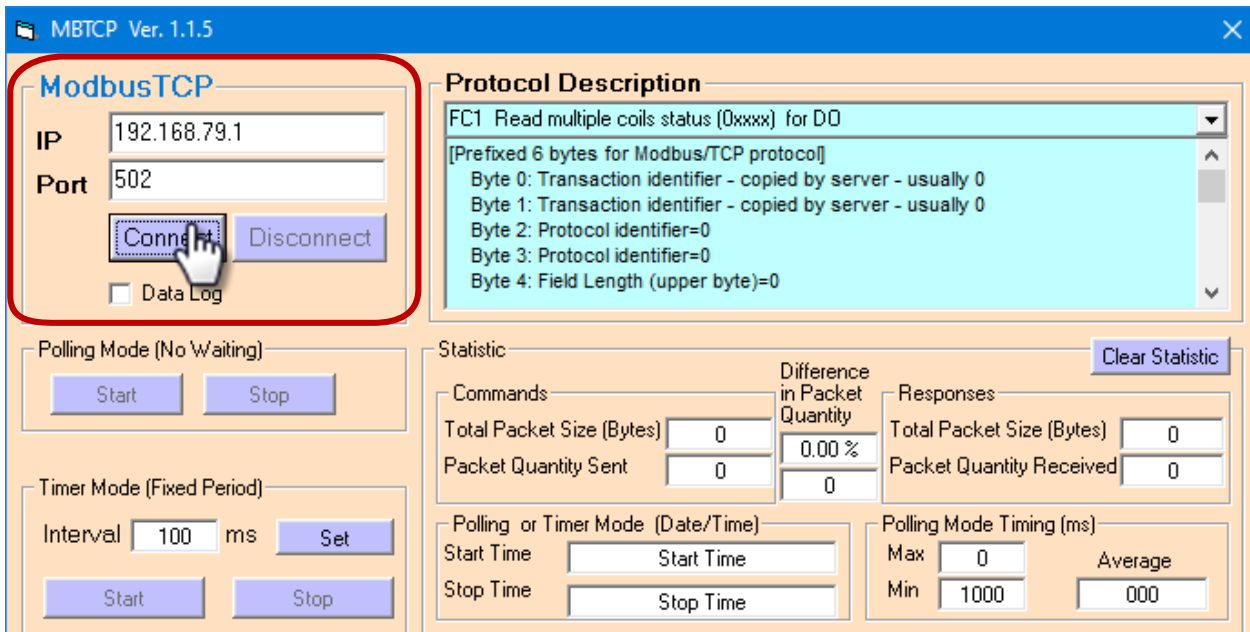 MBTCP Ver. 1.1.5
ModbusTCP
IP 192.168.79.1
Port 502
Connect Disconnect
Data Log
Protocol Description
FC1 Read multiple coils status (0xxxx) for DO
[Prefixed 6 bytes for Modbus/TCP protocol]
Byte 0: Transaction identifier - copied by server - usually 0
Byte 1: Transaction identifier - copied by server - usually 0
Byte 2: Protocol identifier=0
Byte 3: Protocol identifier=0
Byte 4: Field Length (upper byte)=0
Polling Mode (No Waiting)
Start Stop
Timer Mode (Fixed Period)
Interval 100 ms Set
Start Stop
Statistic
Clear Statistic
Commands
Total Packet Size (Bytes) 0
Packet Quantity Sent 0
Difference
in Packet
Quantity
0.00 %
0
Responses
Total Packet Size (Bytes) 0
Packet Quantity Received 0
Polling or Timer Mode (Date/Time)
Start Time Start Time
Stop Time Stop Time
Polling Mode Timing (ms)
Max 0
Min 1000
Average
000